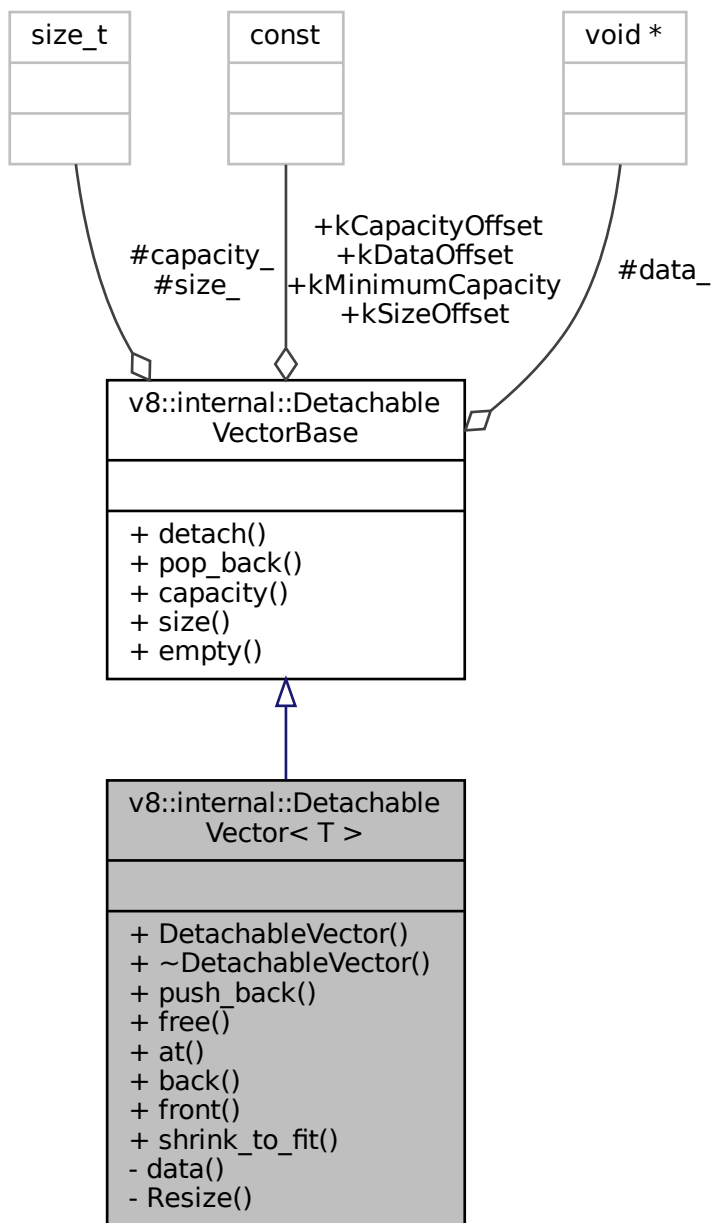 size_t
const
void *
#capacity_
#size_
+kCapacityOffset
+kDataOffset
+kMinimumCapacity
+kSizeOffset
#data_
v8::internal::Detachable
VectorBase
+ detach()
+ pop_back()
+ capacity()
+ size()
+ empty()
v8::internal::Detachable
Vector< T >
+ DetachableVector()
+ ~DetachableVector()
+ push_back()
+ free()
+ at()
+ back()
+ front()
+ shrink_to_fit()
- data()
- Resize()